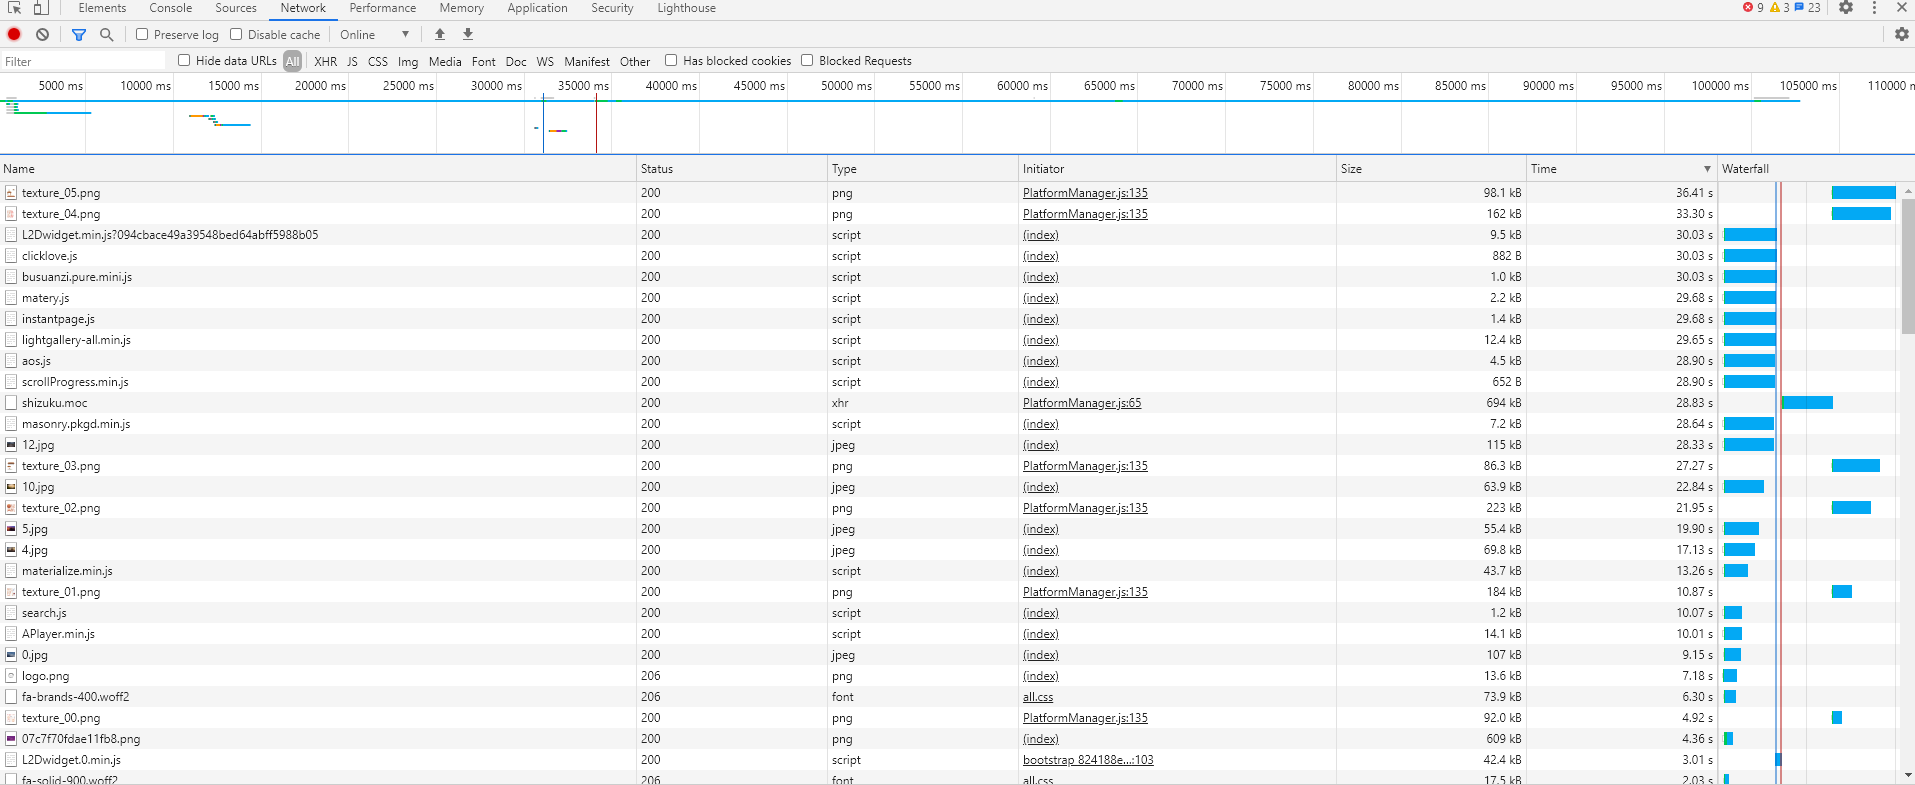 Elements Console Sources Network Performance Memory Application Security Lighthouse 9 3 23
Preserve log Disable cache Online
Filter Hide data URLs All XHR JS CSS Img Media Font Doc WS Manifest Other Has blocked cookies Blocked Requests
5000 ms 10000 ms 15000 ms 20000 ms 25000 ms 30000 ms 35000 ms 40000 ms 45000 ms 50000 ms 55000 ms 60000 ms 65000 ms 70000 ms 75000 ms 80000 ms 85000 ms 90000 ms 95000 ms 100000 ms 105000 ms 110000 m
Name Status Type Initiator Size Time Waterfall
texture_05.png 200 png PlatformManager.js:135 98.1 kB 36.41 s
texture_04.png 200 png PlatformManager.js:135 162 kB 33.30 s
L2Dwidget.min.js?094cbace49a39548bed64abff5988b05 200 script (index) 9.5 kB 30.03 s
clicklove.js 200 script (index) 882 B 30.03 s
busuanzi.pure.mini.js 200 script (index) 1.0 kB 30.03 s
matery.js 200 script (index) 2.2 kB 29.68 s
instantpage.js 200 script (index) 1.4 kB 29.68 s
lightgallery-all.min.js 200 script (index) 12.4 kB 29.65 s
aos.js 200 script (index) 4.5 kB 28.90 s
scrollProgress.min.js 200 script (index) 652 B 28.90 s
shizuku.moc 200 xhr PlatformManager.js:65 694 kB 28.83 s
masonry.pkgd.min.js 200 script (index) 7.2 kB 28.64 s
12.jpg 200 jpeg (index) 115 kB 28.33 s
texture_03.png 200 png PlatformManager.js:135 86.3 kB 27.27 s
10.jpg 200 jpeg (index) 63.9 kB 22.84 s
texture_02.png 200 png PlatformManager.js:135 223 kB 21.95 s
5.jpg 200 jpeg (index) 55.4 kB 19.90 s
4.jpg 200 jpeg (index) 69.8 kB 17.13 s
materialize.min.js 200 script (index) 43.7 kB 13.26 s
texture_01.png 200 png PlatformManager.js:135 184 kB 10.87 s
search.js 200 script (index) 1.2 kB 10.07 s
APlayer.min.js 200 script (index) 14.1 kB 10.01 s
0.jpg 200 jpeg (index) 107 kB 9.15 s
logo.png 206 png (index) 13.6 kB 7.18 s
fa-brands-400.woff2 206 font all.css 73.9 kB 6.30 s
texture_00.png 200 png PlatformManager.js:135 92.0 kB 4.92 s
07c7f70fdae11fb8.png 200 png (index) 609 kB 4.36 s
L2Dwidget.0.min.js 200 script bootstrap 824188e…:103 42.4 kB 3.01 s
fa-solid-900.woff2 206 font all.css 17.5 kB 2.03 s